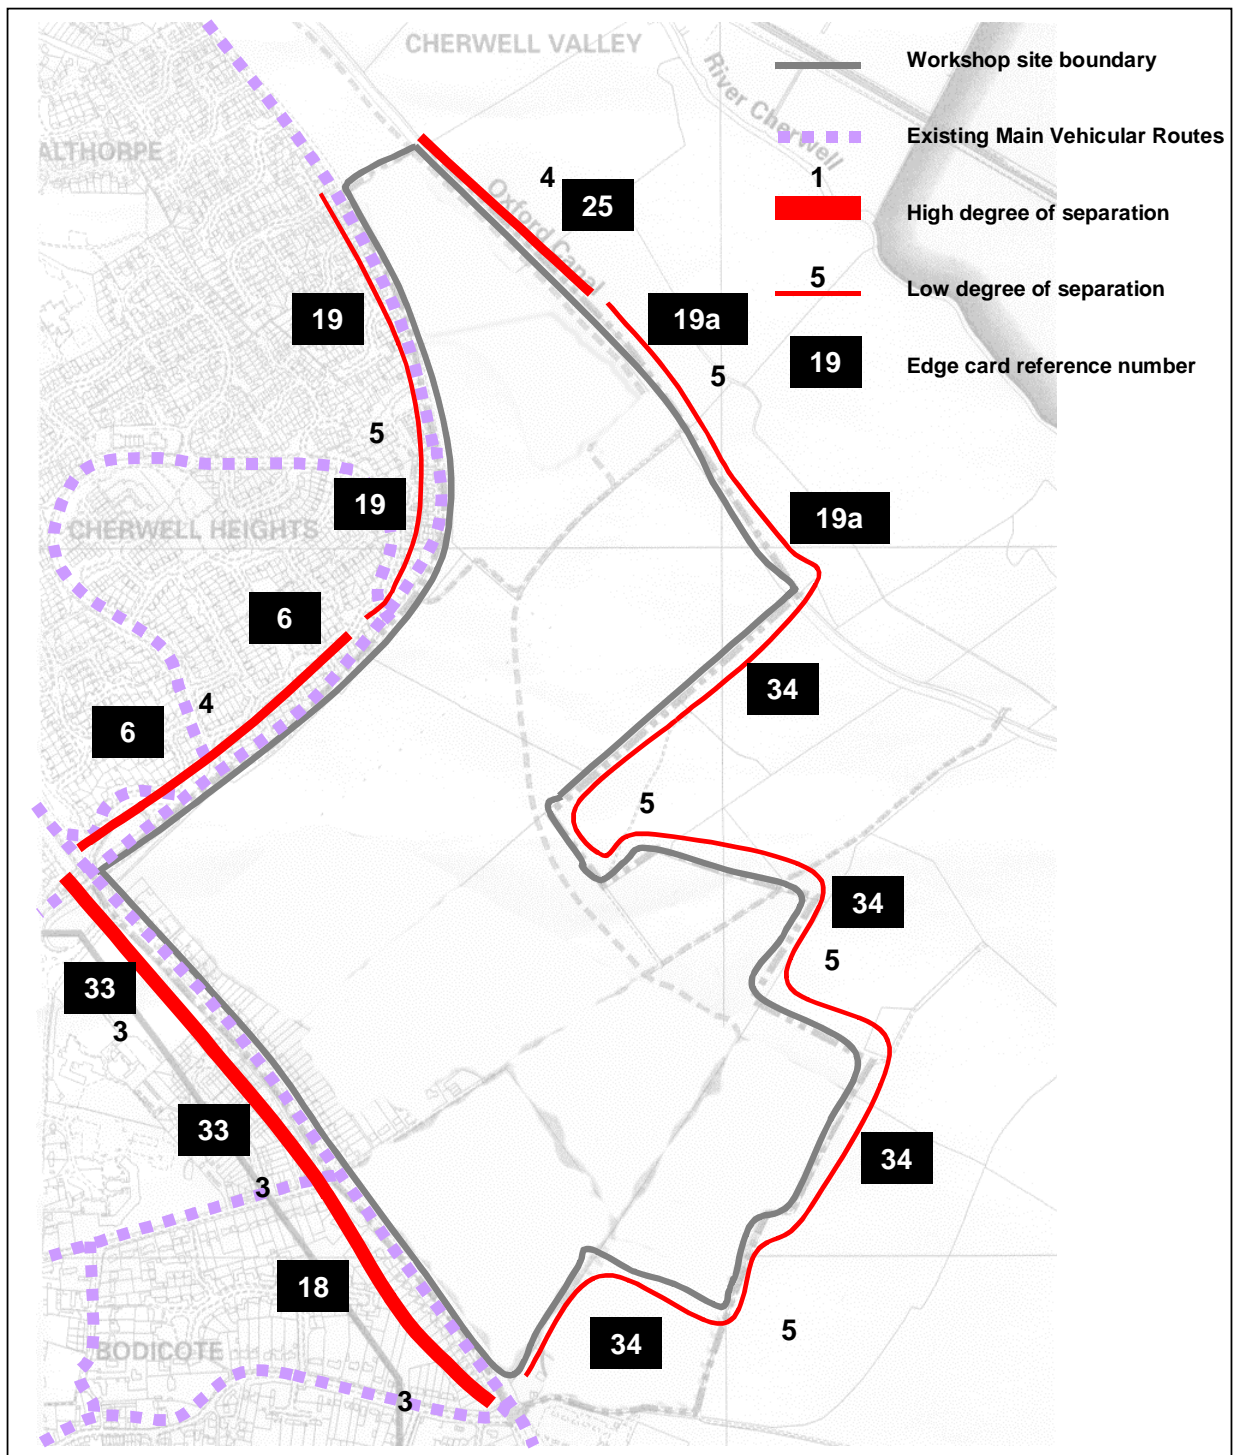 CHERWELL VALLEY
River Cherwell
Workshop site boundary
Existing Main Vehicular Routes
ALTHORPE
1
High degree of separation
4
25
Oxford Canal
5
Low degree of separation
19
19a
19
Edge card reference number
5
5
19
19a
CHERWELL HEIGHTS
6
34
4
6
5
34
5
33
3
33
34
3
18
34
5
BODICOTE
3